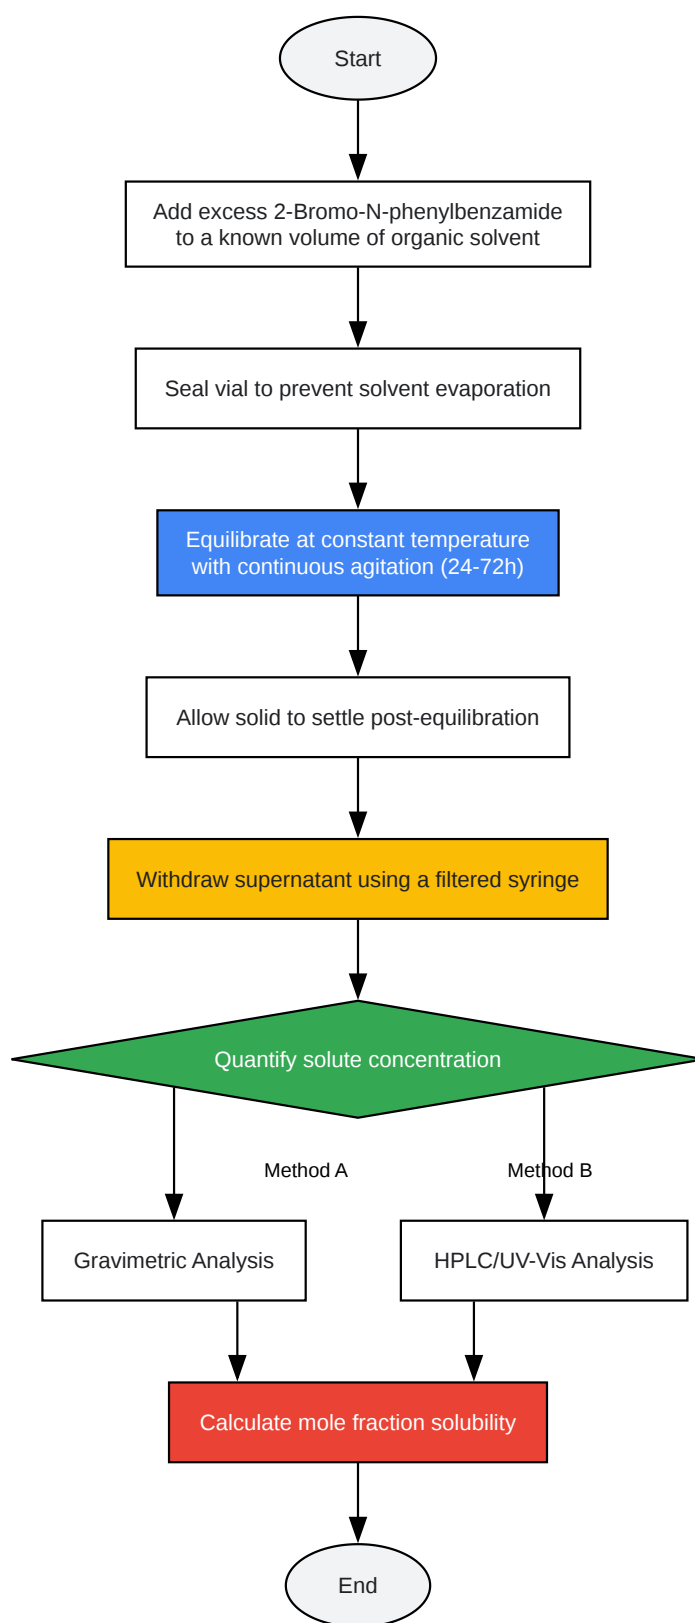 Start
Add excess 2-Bromo-N-phenylbenzamide
to a known volume of organic solvent
Seal vial to prevent solvent evaporation
Equilibrate at constant temperature
with continuous agitation (24-72h)
Allow solid to settle post-equilibration
Withdraw supernatant using a filtered syringe
Quantify solute concentration
Method A
Method B
Gravimetric Analysis
HPLC/UV-Vis Analysis
Calculate mole fraction solubility
End